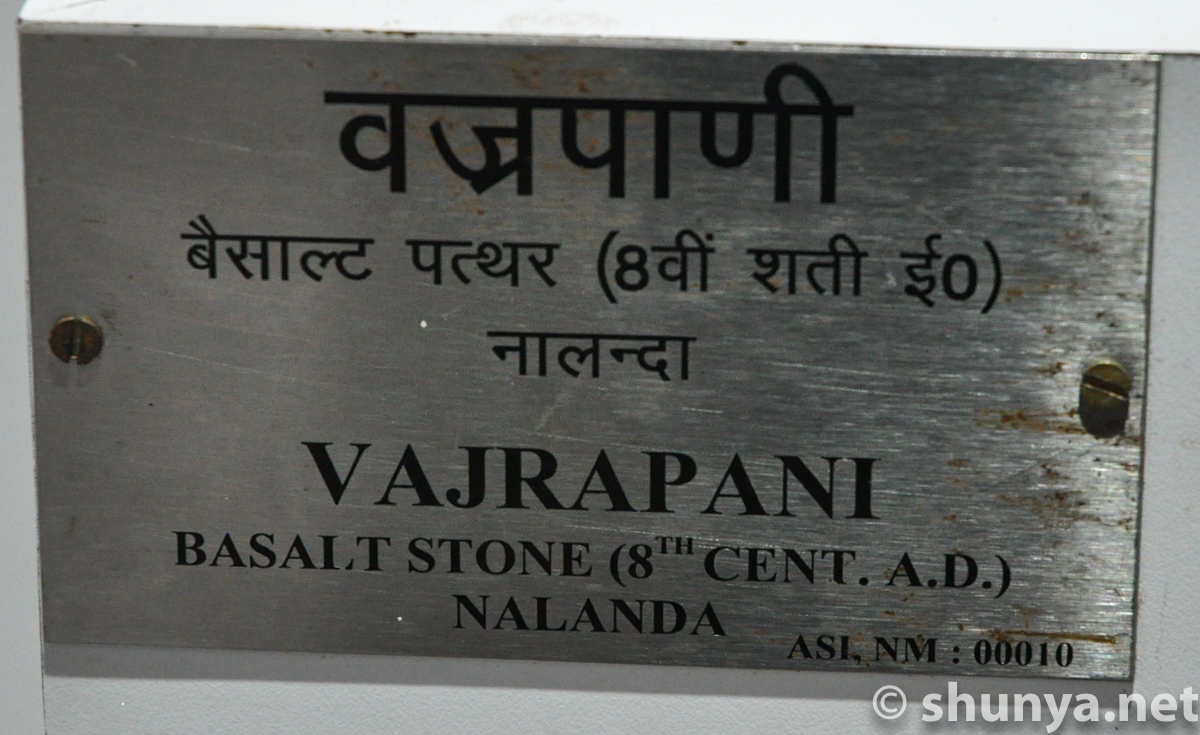 वज्रपाणी
बैसाल्ट पत्थर (8वीं शती ई0)
नालन्दा
VAJRAPANI
BASALT STONE (8TH CENT. A.D.)
NALANDA
ASI, NM : 00010
© shunya.net